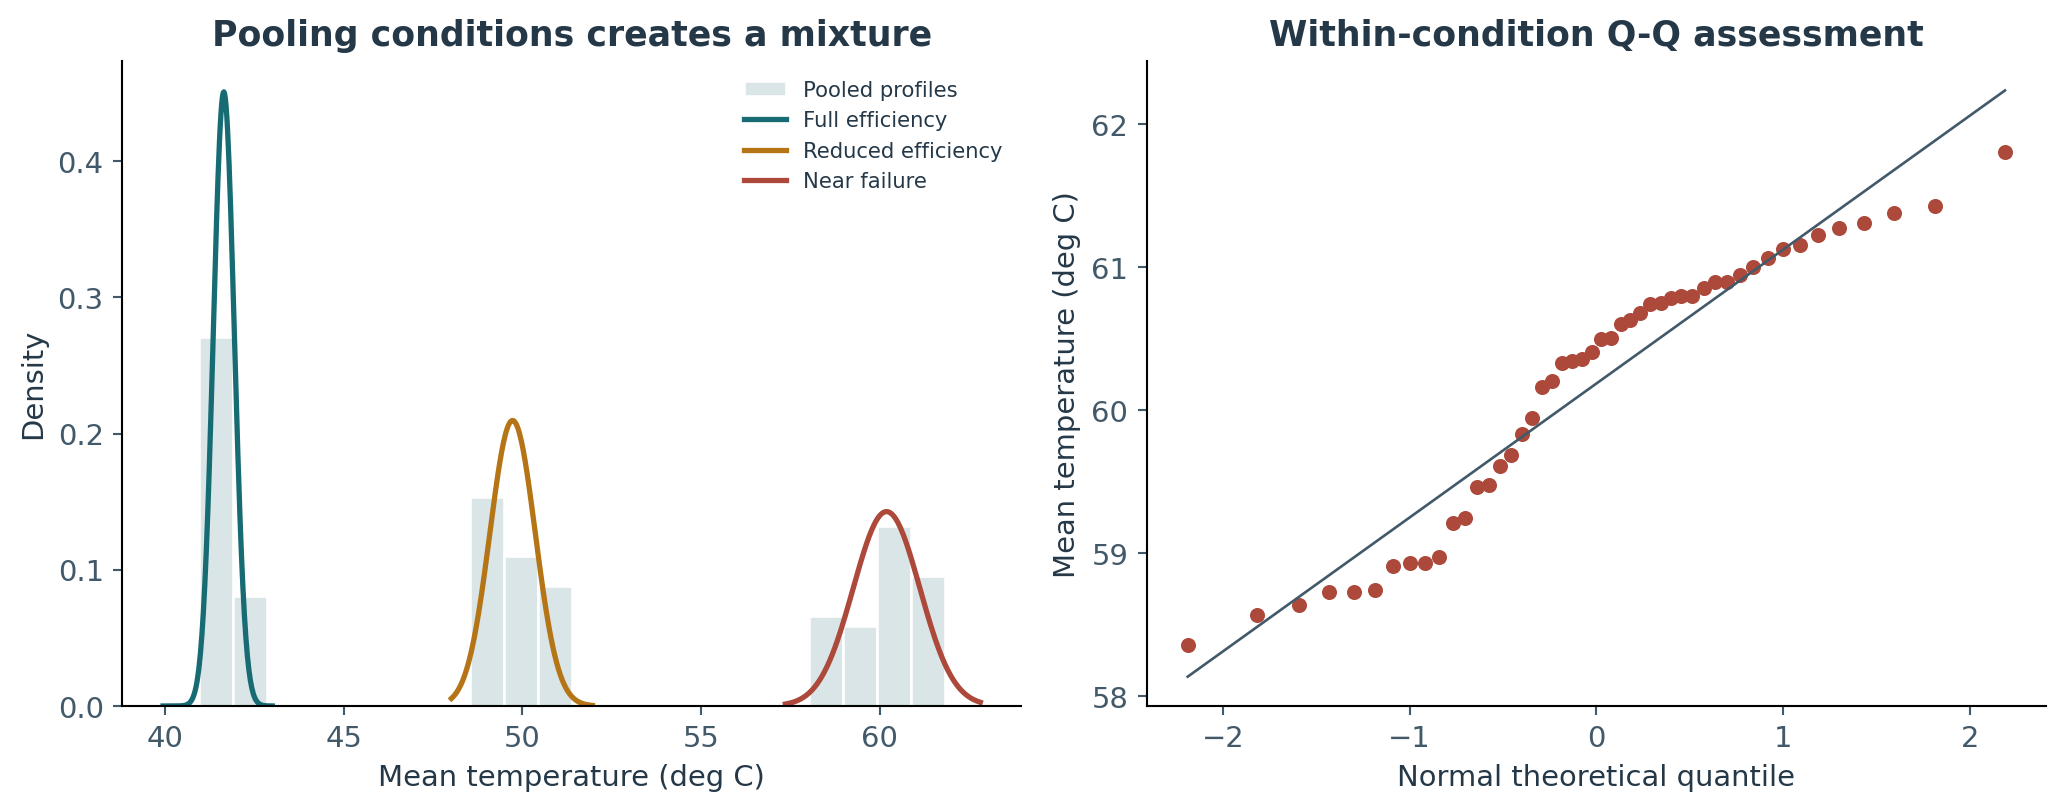 Pooling conditions creates a mixture
Density
0.4
0.3
0.2
0.1
0.0
Pooled profiles
Full efficiency
Reduced efficiency
Near failure
40 45 50 55 60
Mean temperature (deg C)
Within-condition Q-Q assessment
Mean temperature (deg C)
62
61
60
59
58
−2 −1 0 1 2
Normal theoretical quantile